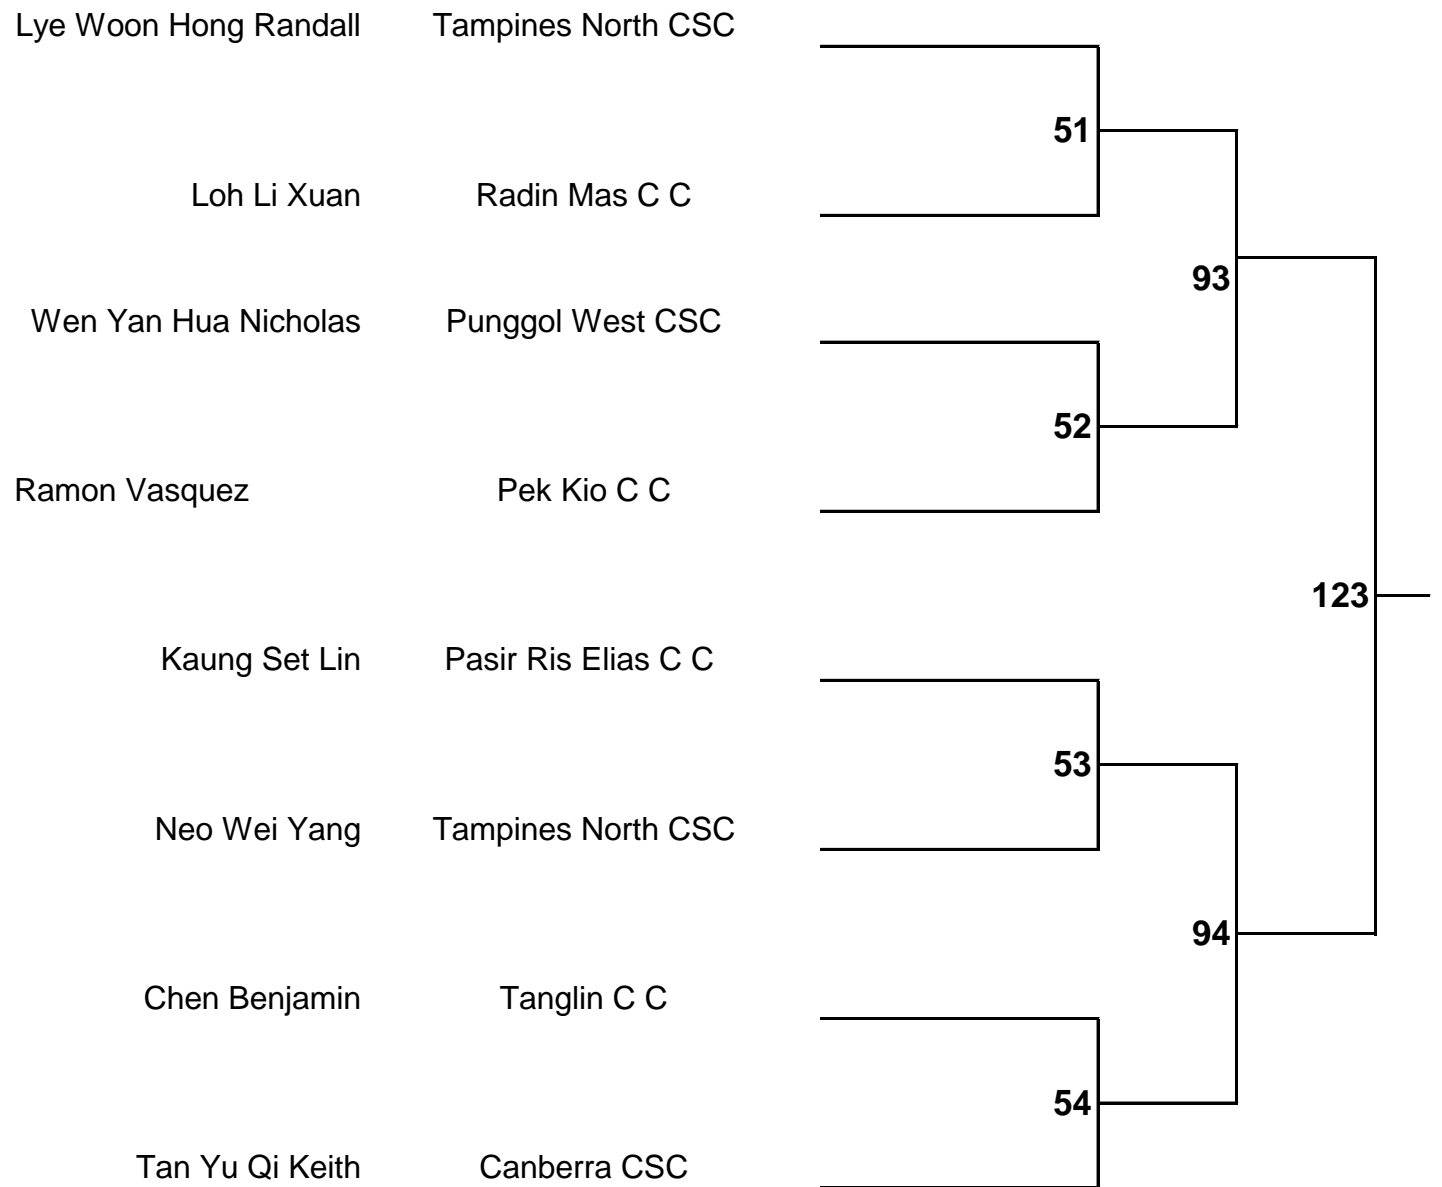 Lye Woon Hong Randall Tampines North CSC
51
Loh Li Xuan Radin Mas C C
93
Wen Yan Hua Nicholas Punggol West CSC
52
Ramon Vasquez Pek Kio C C
123
Kaung Set Lin Pasir Ris Elias C C
53
Neo Wei Yang Tampines North CSC
94
Chen Benjamin Tanglin C C
54
Tan Yu Qi Keith Canberra CSC